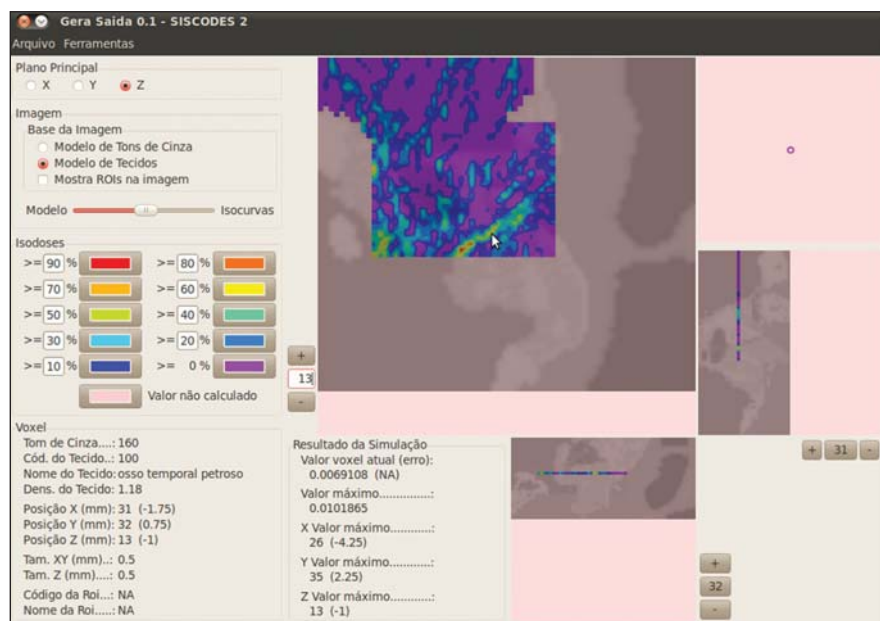 Gera Saida 0.1 - SISCODES 2
Arquivo Ferramentas
Plano Principal
X Y Z
Imagem
Base da Imagem
Modelo de Tons de Cinza
Modelo de Tecidos
Mostra ROIs na imagem
Modelo Isocurvas
Isodoses
>= 90 % >= 80 %
>= 70 % >= 60 %
>= 50 % >= 40 %
>= 30 % >= 20 %
>= 10 % >= 0 %
Valor não calculado
+
13
-
Voxel
Tom de Cinza....: 160
Cód. do Tecido..: 100
Nome do Tecido: osso temporal petroso
Dens. do Tecido: 1.18
Posição X (mm): 31 (-1.75)
Posição Y (mm): 32 (0.75)
Posição Z (mm): 13 (-1)
Tam. XY (mm)..: 0.5
Tam. Z (mm)....: 0.5
Código da Roi...: NA
Nome da Roi.....: NA
Resultado da Simulação
Valor voxel atual (erro):
0.0069108 (NA)
Valor máximo...............:
0.0101865
X Valor máximo............:
26 (-4.25)
Y Valor máximo............:
35 (2.25)
Z Valor máximo............:
13 (-1)
+ 31 -
+
32
-